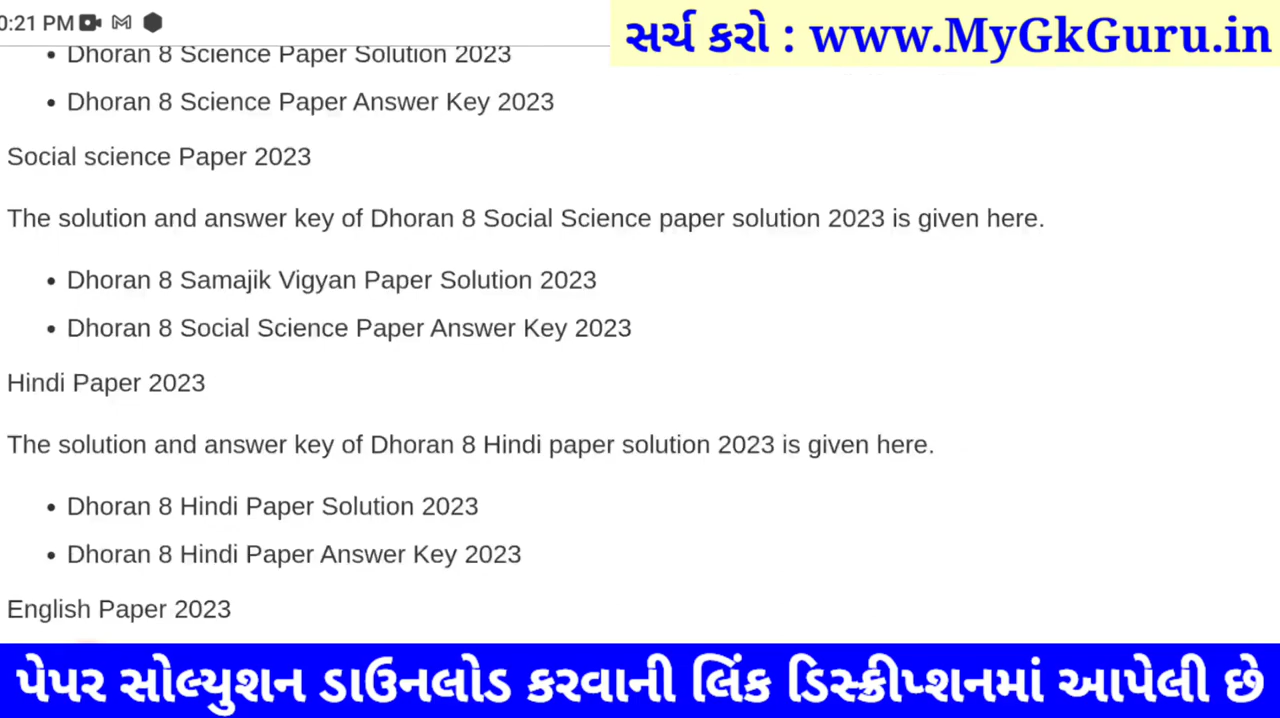 0:21 PM
સર્ચ કરો : www.MyGkGuru.in
• Dhoran 8 Science Paper Solution 2023
• Dhoran 8 Science Paper Answer Key 2023
Social science Paper 2023
The solution and answer key of Dhoran 8 Social Science paper solution 2023 is given here.
• Dhoran 8 Samajik Vigyan Paper Solution 2023
• Dhoran 8 Social Science Paper Answer Key 2023
Hindi Paper 2023
The solution and answer key of Dhoran 8 Hindi paper solution 2023 is given here.
• Dhoran 8 Hindi Paper Solution 2023
• Dhoran 8 Hindi Paper Answer Key 2023
English Paper 2023
પેપર સોલ્યુશન ડાઉનલોડ કરવાની લિંક ડિસ્ક્રીપ્શનમાં આપેલી છે